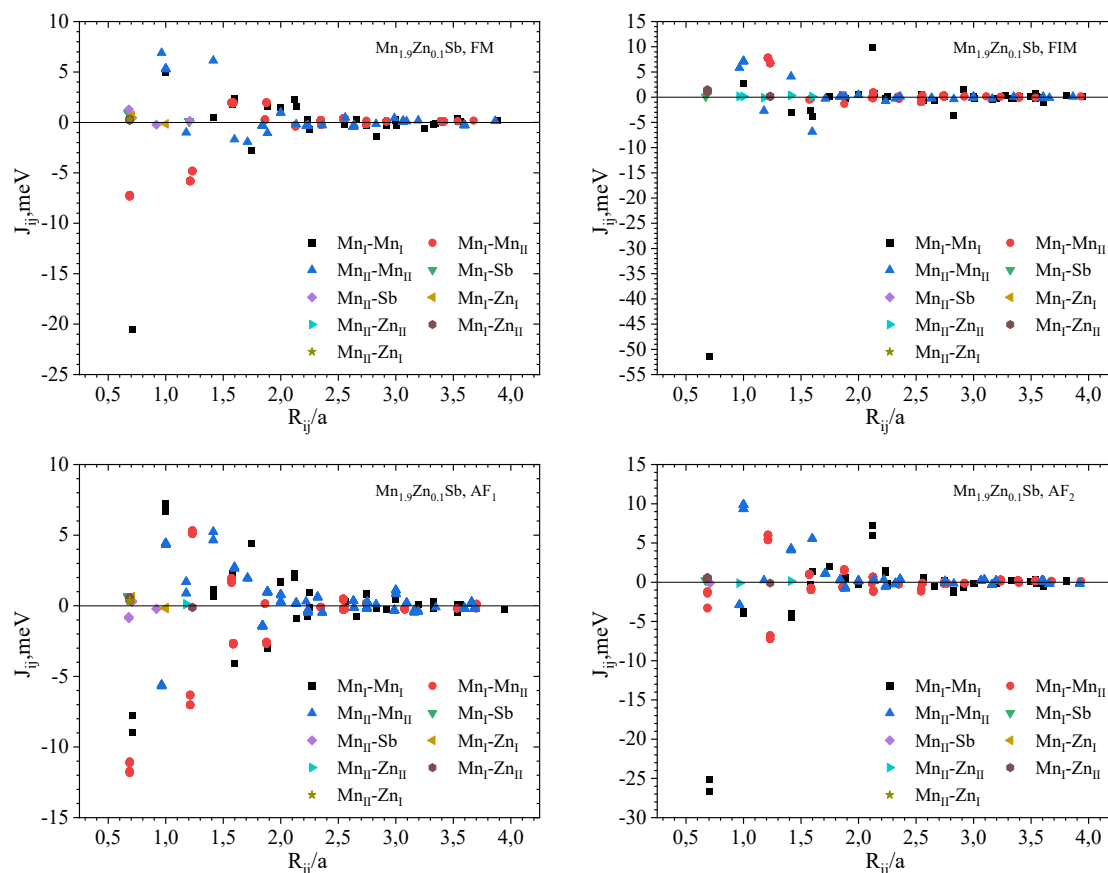 Mn1.9Zn0.1Sb, FM
10
5
0
-5
-10
-15
-20
-25
Jij,meV
MnI-MnI
MnI-MnII
MnII-MnII
MnI-Sb
MnII-Sb
MnI-ZnI
MnII-ZnII
MnI-ZnII
MnII-ZnI
0,5 1,0 1,5 2,0 2,5 3,0 3,5 4,0
Rij/a
Mn1.9Zn0.1Sb, FIM
15
10
5
0
-5
-10
-15
-20
-25
-30
-35
-40
-45
-50
-55
Jij,meV
MnI-MnI
MnI-MnII
MnII-MnII
MnI-Sb
MnII-Sb
MnI-ZnI
MnII-ZnII
MnI-ZnII
MnII-ZnI
0,5 1,0 1,5 2,0 2,5 3,0 3,5 4,0
Rij/a
Mn1.9Zn0.1Sb, AF1
10
5
0
-5
-10
-15
Jij,meV
MnI-MnI
MnI-MnII
MnII-MnII
MnI-Sb
MnII-Sb
MnI-ZnI
MnII-ZnII
MnI-ZnII
MnII-ZnI
0,5 1,0 1,5 2,0 2,5 3,0 3,5 4,0
Rij/a
Mn1.9Zn0.1Sb, AF2
15
10
5
0
-5
-10
-15
-20
-25
-30
Jij,meV
MnI-MnI
MnI-MnII
MnII-MnII
MnI-Sb
MnII-Sb
MnI-ZnI
MnII-ZnII
MnI-ZnII
MnII-ZnI
0,5 1,0 1,5 2,0 2,5 3,0 3,5 4,0
Rij/a